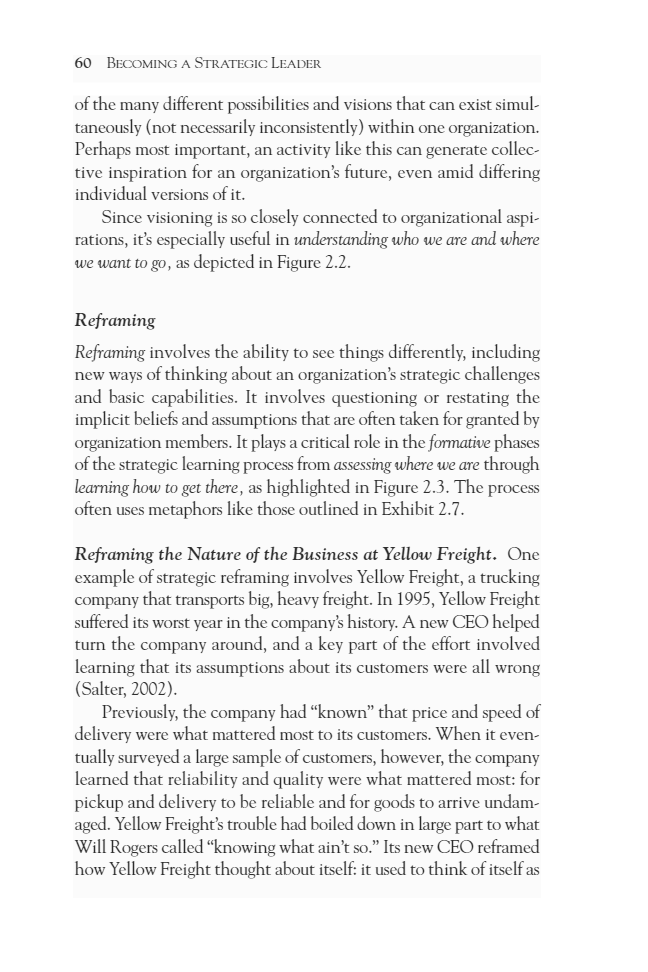 60 BECOMING A STRATEGIC LEADER
of the many different possibilities and visions that can exist simul-
taneously (not necessarily inconsistently) within one organization.
Perhaps most important, an activity like this can generate collec-
tive inspiration for an organization’s future, even amid differing
individual versions of it.
Since visioning is so closely connected to organizational aspi-
rations, it’s especially useful in understanding who we are and where
we want to go, as depicted in Figure 2.2.
Reframing
Reframing involves the ability to see things differently, including
new ways of thinking about an organization’s strategic challenges
and basic capabilities. It involves questioning or restating the
implicit beliefs and assumptions that are often taken for granted by
organization members. It plays a critical role in the formative phases
of the strategic learning process from assessing where we are through
learning how to get there, as highlighted in Figure 2.3. The process
often uses metaphors like those outlined in Exhibit 2.7.
Reframing the Nature of the Business at Yellow Freight. One
example of strategic reframing involves Yellow Freight, a trucking
company that transports big, heavy freight. In 1995, Yellow Freight
suffered its worst year in the company’s history. A new CEO helped
turn the company around, and a key part of the effort involved
learning that its assumptions about its customers were all wrong
(Salter, 2002).
Previously, the company had “known” that price and speed of
delivery were what mattered most to its customers. When it even-
tually surveyed a large sample of customers, however, the company
learned that reliability and quality were what mattered most: for
pickup and delivery to be reliable and for goods to arrive undam-
aged. Yellow Freight’s trouble had boiled down in large part to what
Will Rogers called “knowing what ain’t so.” Its new CEO reframed
how Yellow Freight thought about itself: it used to think of itself as